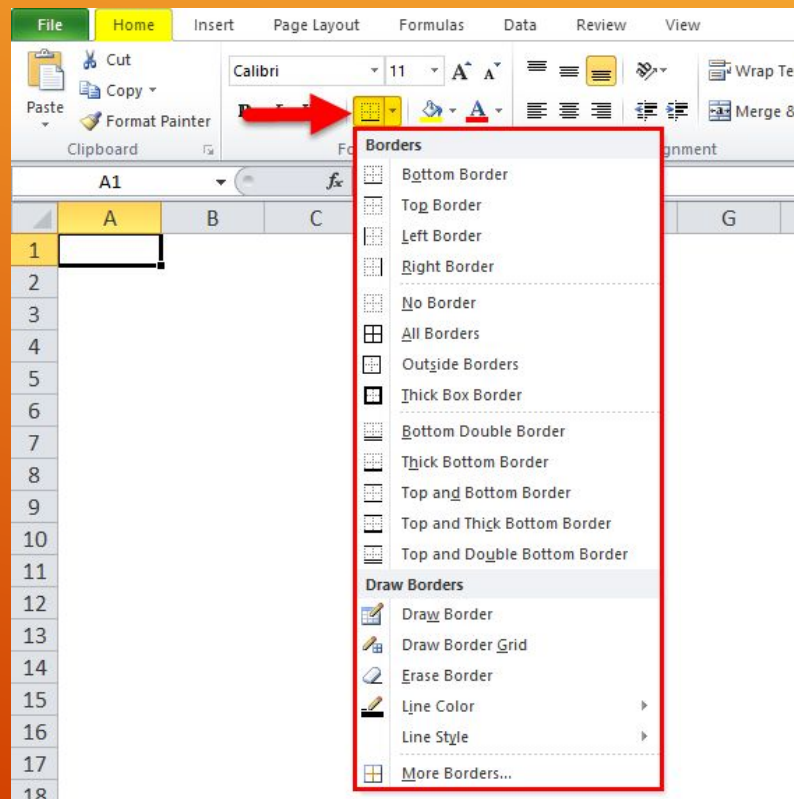 File Home Insert Page Layout Formulas Data Review View
Cut
Calibri 11 A A Wrap Te
Copy
Paste
Format Painter Merge &
Clipboard Fo gnment
Borders
A1 fx
Bottom Border
Top Border
Left Border
Right Border
No Border
All Borders
Outside Borders
Thick Box Border
Bottom Double Border
Thick Bottom Border
Top and Bottom Border
Top and Thick Bottom Border
Top and Double Bottom Border
Draw Borders
Draw Border
Draw Border Grid
Erase Border
Line Color
Line Style
More Borders...
A B C G
1
2
3
4
5
6
7
8
9
10
11
12
13
14
15
16
17
18